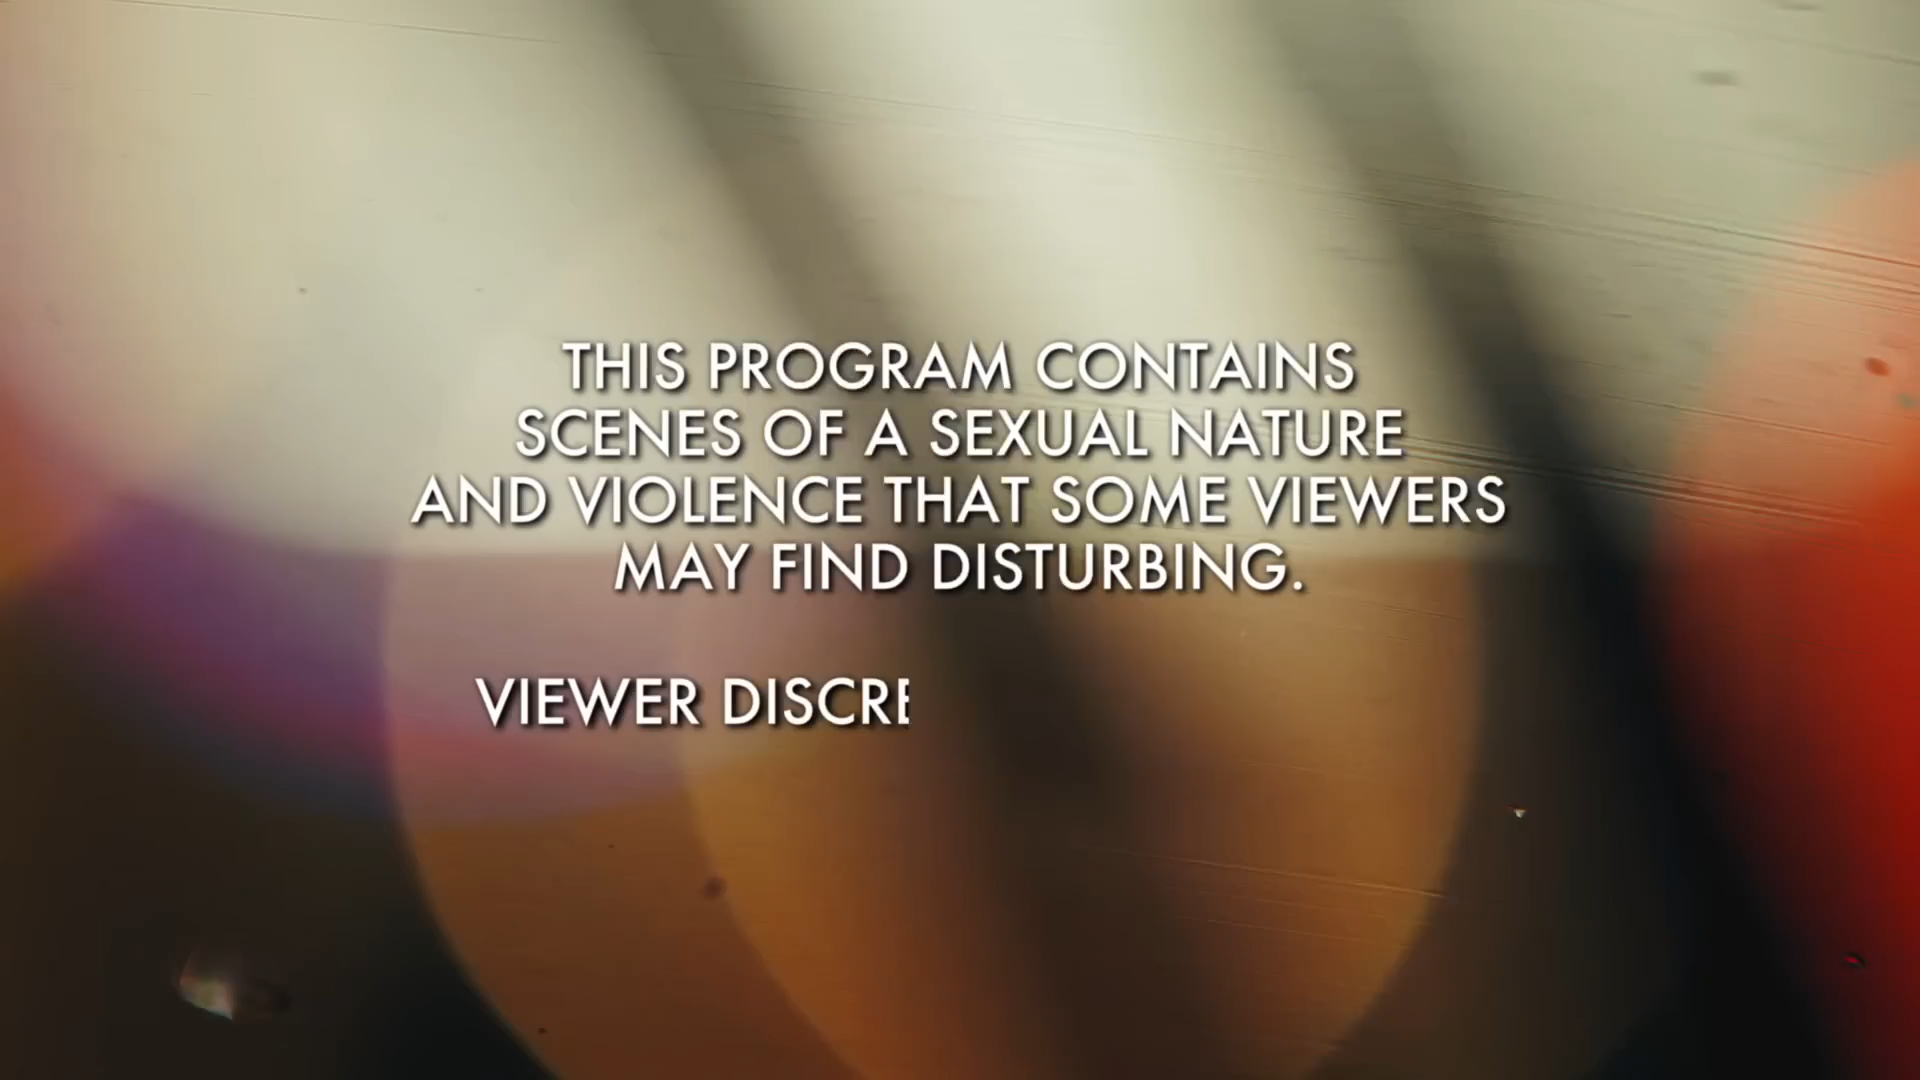 THIS PROGRAM CONTAINS
SCENES OF A SEXUAL NATURE
AND VIOLENCE THAT SOME VIEWERS
MAY FIND DISTURBING.
VIEWER DISCRE